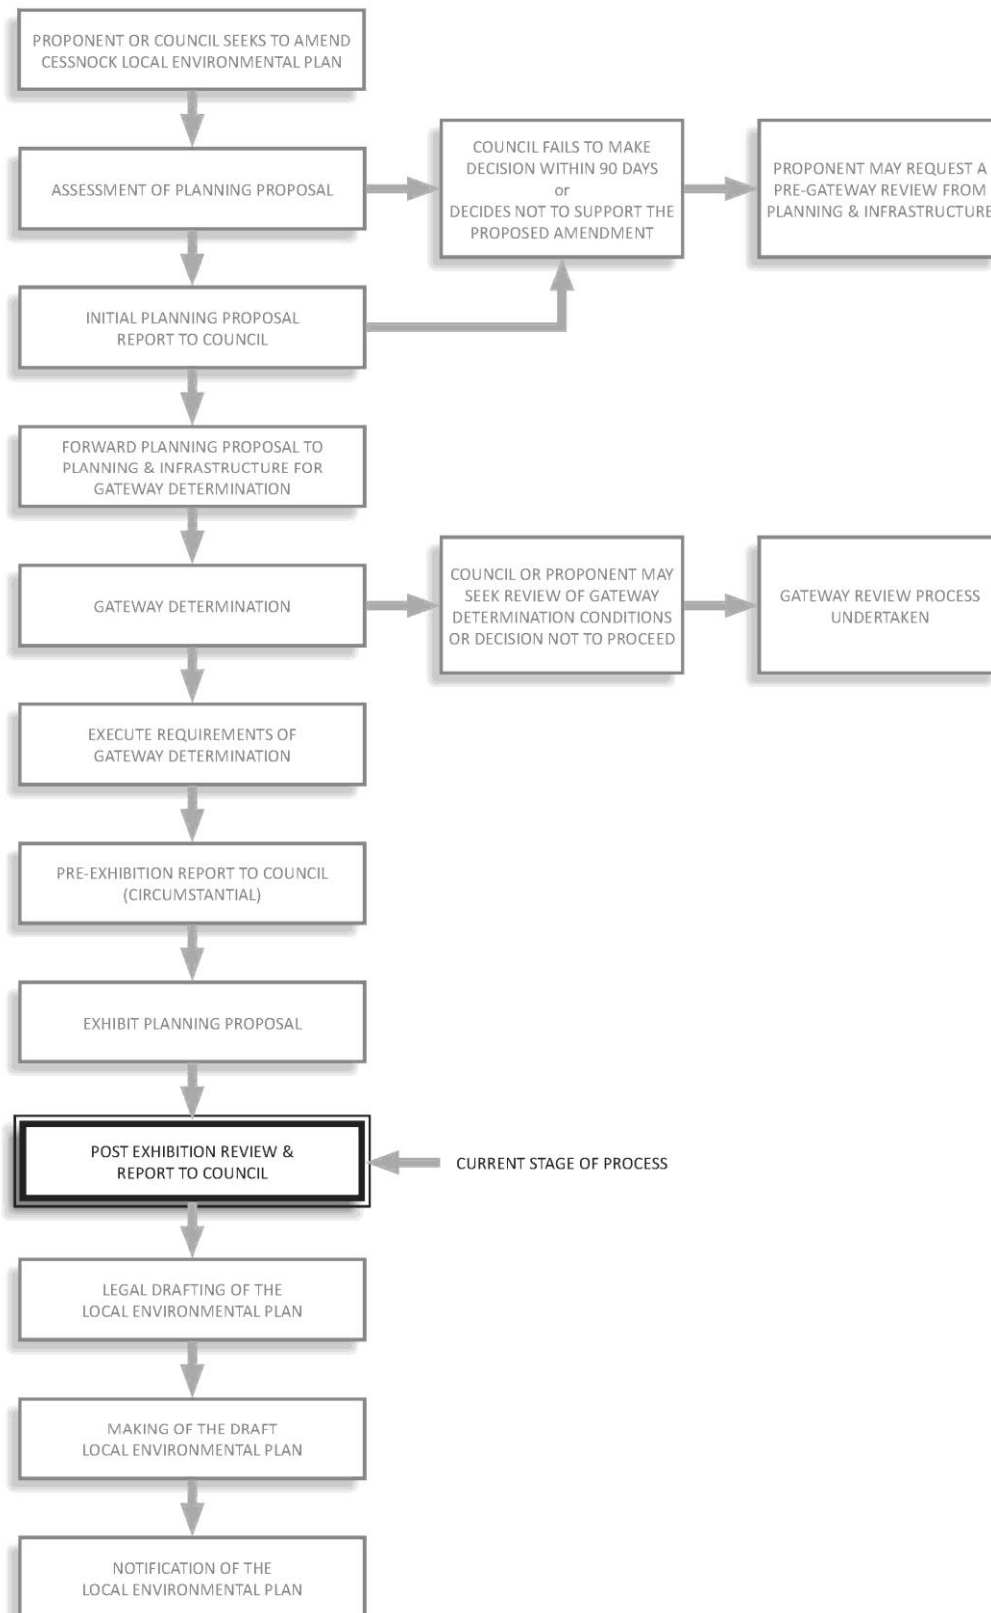 PROPONENT OR COUNCIL SEEKS TO AMEND
CESSNOCK LOCAL ENVIRONMENTAL PLAN
ASSESSMENT OF PLANNING PROPOSAL
COUNCIL FAILS TO MAKE
DECISION WITHIN 90 DAYS
or
DECIDES NOT TO SUPPORT THE
PROPOSED AMENDMENT
PROPONENT MAY REQUEST A
PRE-GATEWAY REVIEW FROM
PLANNING & INFRASTRUCTURE
INITIAL PLANNING PROPOSAL
REPORT TO COUNCIL
FORWARD PLANNING PROPOSAL TO
PLANNING & INFRASTRUCTURE FOR
GATEWAY DETERMINATION
GATEWAY DETERMINATION
COUNCIL OR PROPONENT MAY
SEEK REVIEW OF GATEWAY
DETERMINATION CONDITIONS
OR DECISION NOT TO PROCEED
GATEWAY REVIEW PROCESS
UNDERTAKEN
EXECUTE REQUIREMENTS OF
GATEWAY DETERMINATION
PRE-EXHIBITION REPORT TO COUNCIL
(CIRCUMSTANTIAL)
EXHIBIT PLANNING PROPOSAL
POST EXHIBITION REVIEW &
REPORT TO COUNCIL
CURRENT STAGE OF PROCESS
LEGAL DRAFTING OF THE
LOCAL ENVIRONMENTAL PLAN
MAKING OF THE DRAFT
LOCAL ENVIRONMENTAL PLAN
NOTIFICATION OF THE
LOCAL ENVIRONMENTAL PLAN